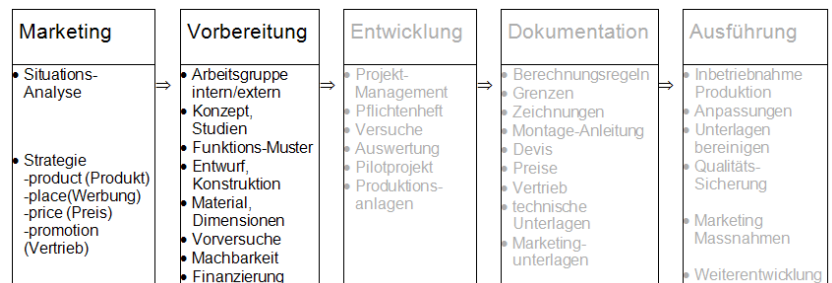 Marketing
• Situations-
Analyse
• Strategie
-product (Produkt)
-place(Werbung)
-price (Preis)
-promotion
(Vertrieb)
⇒
Vorbereitung
• Arbeitsgruppe
intern/extern
• Konzept,
Studien
• Funktions-Muster
• Entwurf,
Konstruktion
• Material,
Dimensionen
• Vorversuche
• Machbarkeit
• Finanzierung
⇒
Entwicklung
• Projekt-
Management
• Pflichtenheft
• Versuche
• Auswertung
• Pilotprojekt
• Produktions-
anlagen
⇒
Dokumentation
• Berechnungsregeln
• Grenzen
• Zeichnungen
• Montage-Anleitung
• Devis
• Preise
• Vertrieb
• technische
Unterlagen
• Marketing-
unterlagen
⇒
Ausführung
• Inbetriebnahme
Produktion
• Anpassungen
• Unterlagen
bereinigen
• Qualitäts-
Sicherung
• Marketing
Massnahmen
• Weiterentwicklung